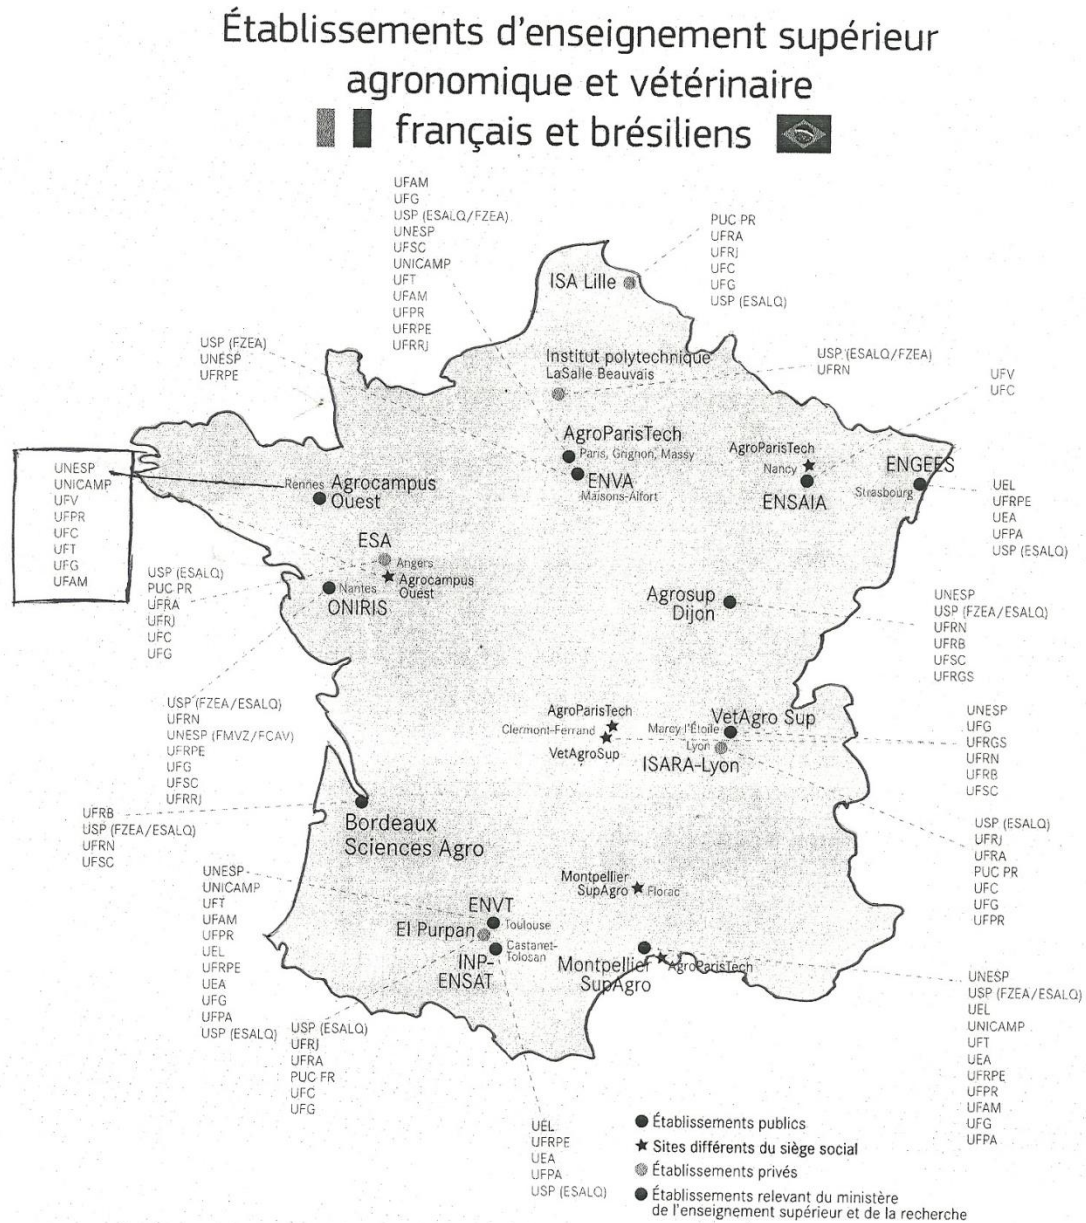 Établissements d'enseignement supérieur
agronomique et vétérinaire
français et brésiliens
UFAM
UFG
USP (ESALQ/FZEA)
UNESP
UFSC
UNICAMP
UFT
UFAM
UFPR
UFRPE
UFRRJ
PUC PR
UFRA
UFRJ
UFC
UFG
USP (ESALQ)
ISA Lille
USP (FZEA)
UNESP
UFRPE
Institut polytechnique
LaSalle Beauvais
USP (ESALQ/FZEA)
UFRN
UFV
UFC
AgroParisTech
Paris, Grignon, Massy
ENVA
Maisons-Alfort
AgroParisTech
Nancy
ENSAIA
ENGEES
Strasbourg
UEL
UFRPE
UEA
UFPA
USP (ESALQ)
UNESP
UNICAMP
UFV
UFPR
UFC
UFT
UFG
UFAM
Rennes Agrocampus
Ouest
ESA
Angers
Agrocampus
Ouest
Nantes
ONIRIS
USP (ESALQ)
PUC PR
UFRA
UFRJ
UFC
UFG
Agrosup
Dijon
UNESP
USP (FZEA/ESALQ)
UFRN
UFRB
UFSC
UFRGS
USP (FZEA/ESALQ)
UFRN
UNESP (FMVZ/FCAV)
UFRPE
UFG
UFSC
UFRRJ
AgroParisTech
Clermont-Ferrand
VetAgroSup
VetAgro Sup
Marcy l'Étoile
Lyon
ISARA-Lyon
UNESP
UFG
UFRGS
UFRN
UFRB
UFSC
UFRB
USP (FZEA/ESALQ)
UFRN
UFSC
Bordeaux
Sciences Agro
USP (ESALQ)
UFRJ
UFRA
PUC PR
UFC
UFG
UFPR
UNESP
UNICAMP
UFT
UFAM
UFPR
UEL
UFRPE
UEA
UFG
UFPA
USP (ESALQ)
Montpellier
SupAgro
Florac
ENVT
Toulouse
EI Purpan
Castanet-
Tolosan
INP-
ENSAT
Montpellier
SupAgro
AgroParisTech
UNESP
USP (FZEA/ESALQ)
UEL
UNICAMP
UFT
UEA
UFRPE
UFPR
UFAM
UFG
UFPA
USP (ESALQ)
UFRJ
UFRA
PUC FR
UFC
UFG
UEL
UFRPE
UEA
UFPA
USP (ESALQ)
Établissements publics
Sites différents du siège social
Établissements privés
Établissements relevant du ministère
de l'enseignement supérieur et de la recherche